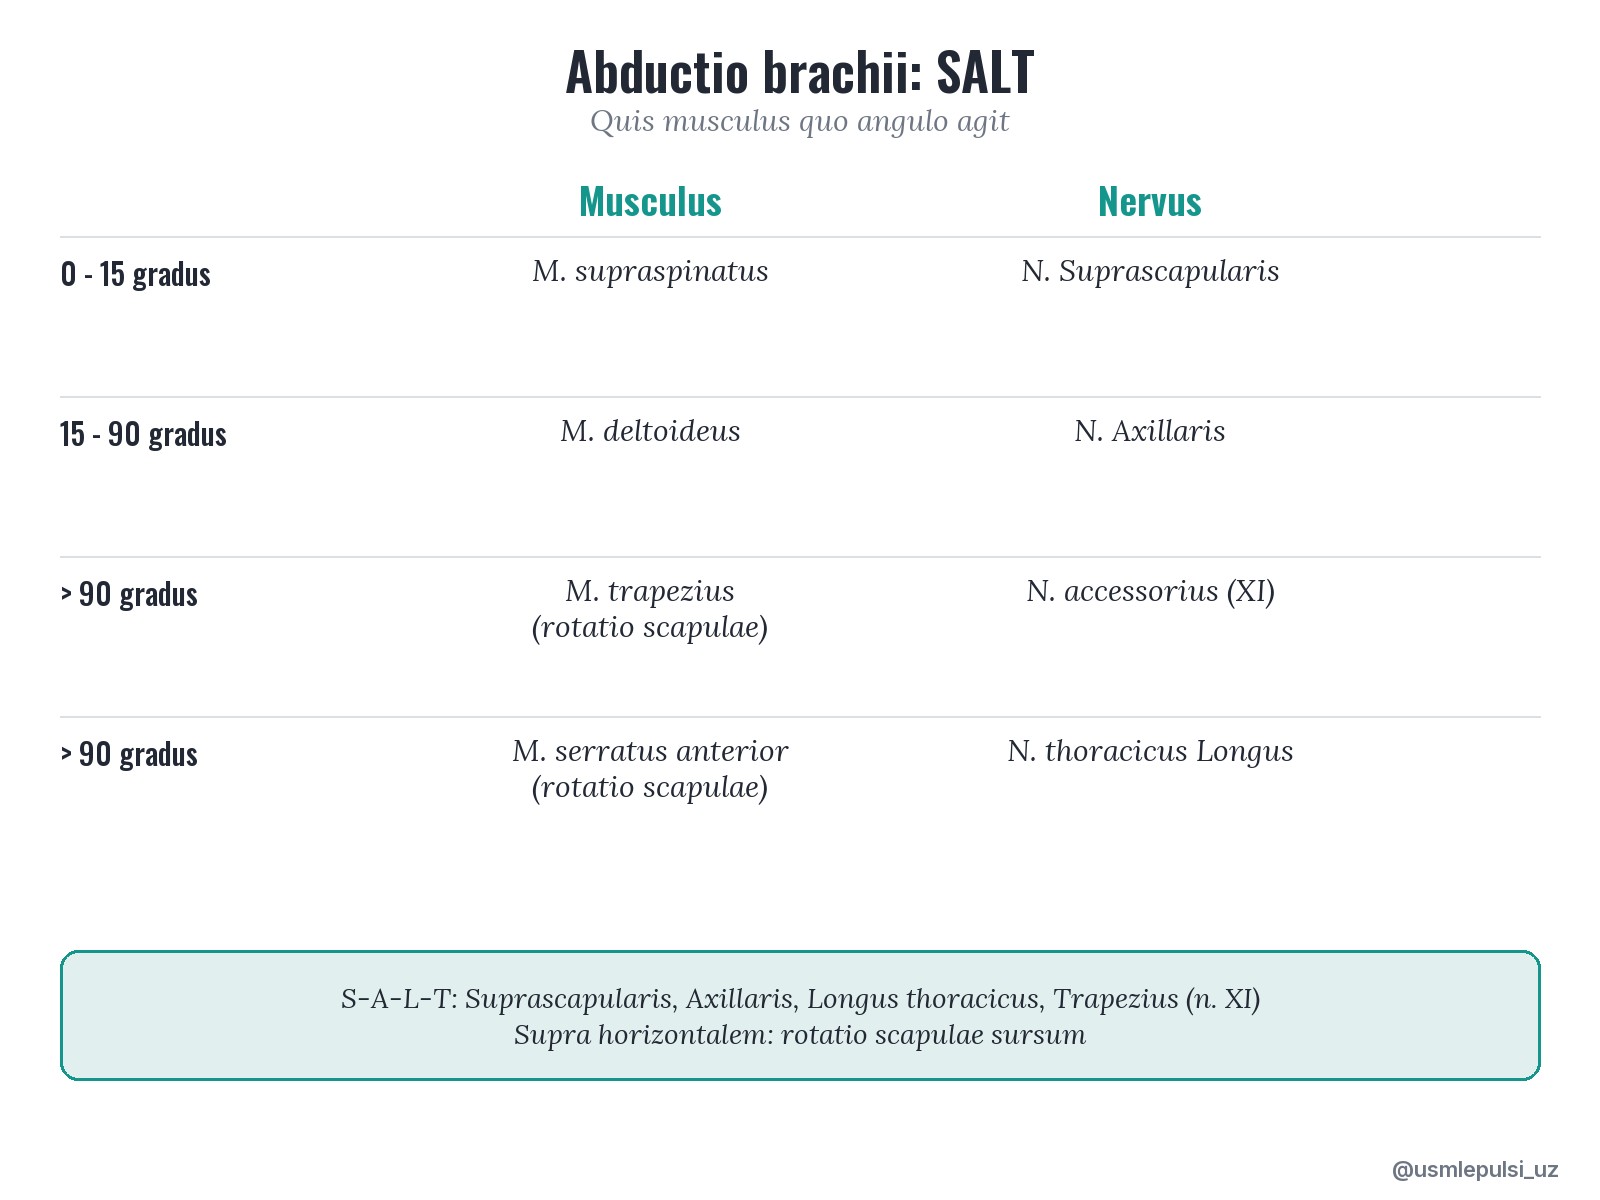 Abductio brachii: SALT
Quis musculus quo angulo agit
Musculus Nervus
0 - 15 gradus M. supraspinatus N. Suprascapularis
15 - 90 gradus M. deltoideus N. Axillaris
> 90 gradus M. trapezius N. accessorius (XI)
(rotatio scapulae)
> 90 gradus M. serratus anterior N. thoracicus Longus
(rotatio scapulae)
S-A-L-T: Suprascapularis, Axillaris, Longus thoracicus, Trapezius (n. XI)
Supra horizontalem: rotatio scapulae sursum
@usmlepulsi_uz